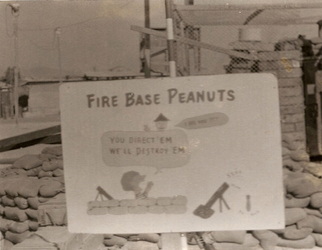 FIRE BASE PEANUTS
YOU DIRECT 'EM
WE'LL DESTROY 'EM